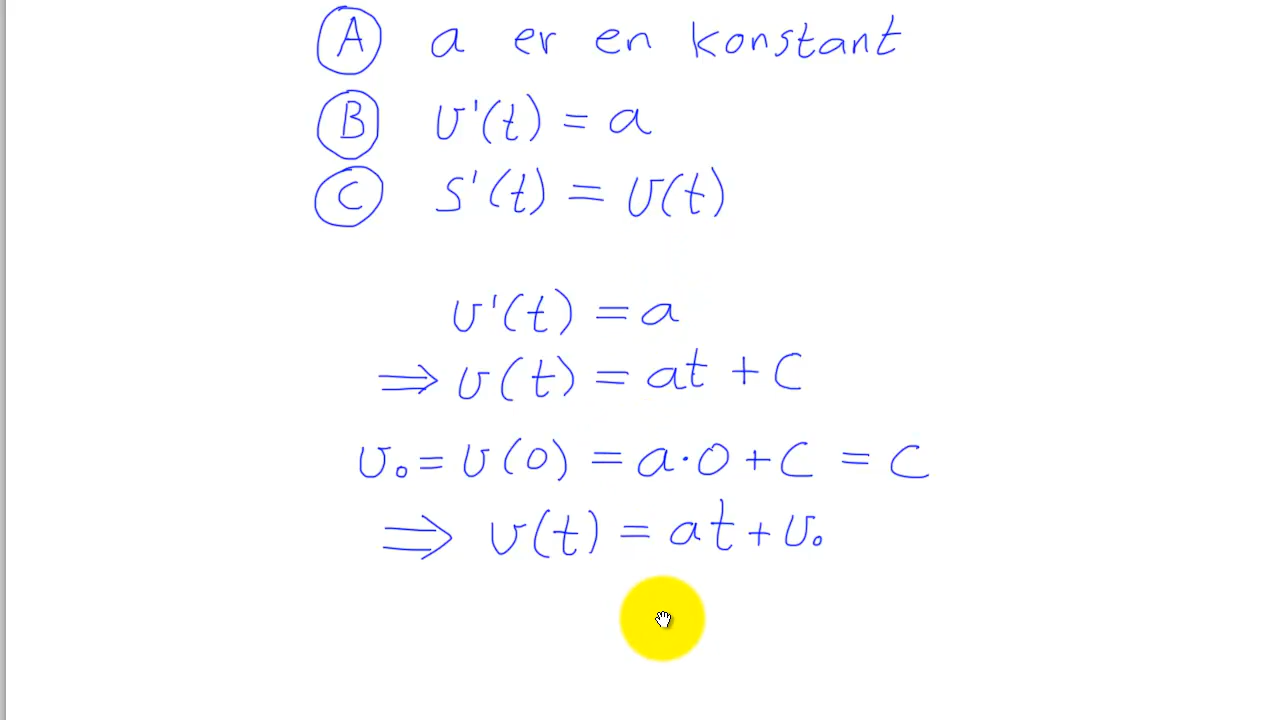 A a er en konstant
B v'(t) = a
C s'(t) = v(t)
v'(t) = a
⇒ v(t) = at + C
v₀ = v(0) = a·0 + C = C
⇒ v(t) = at + v₀